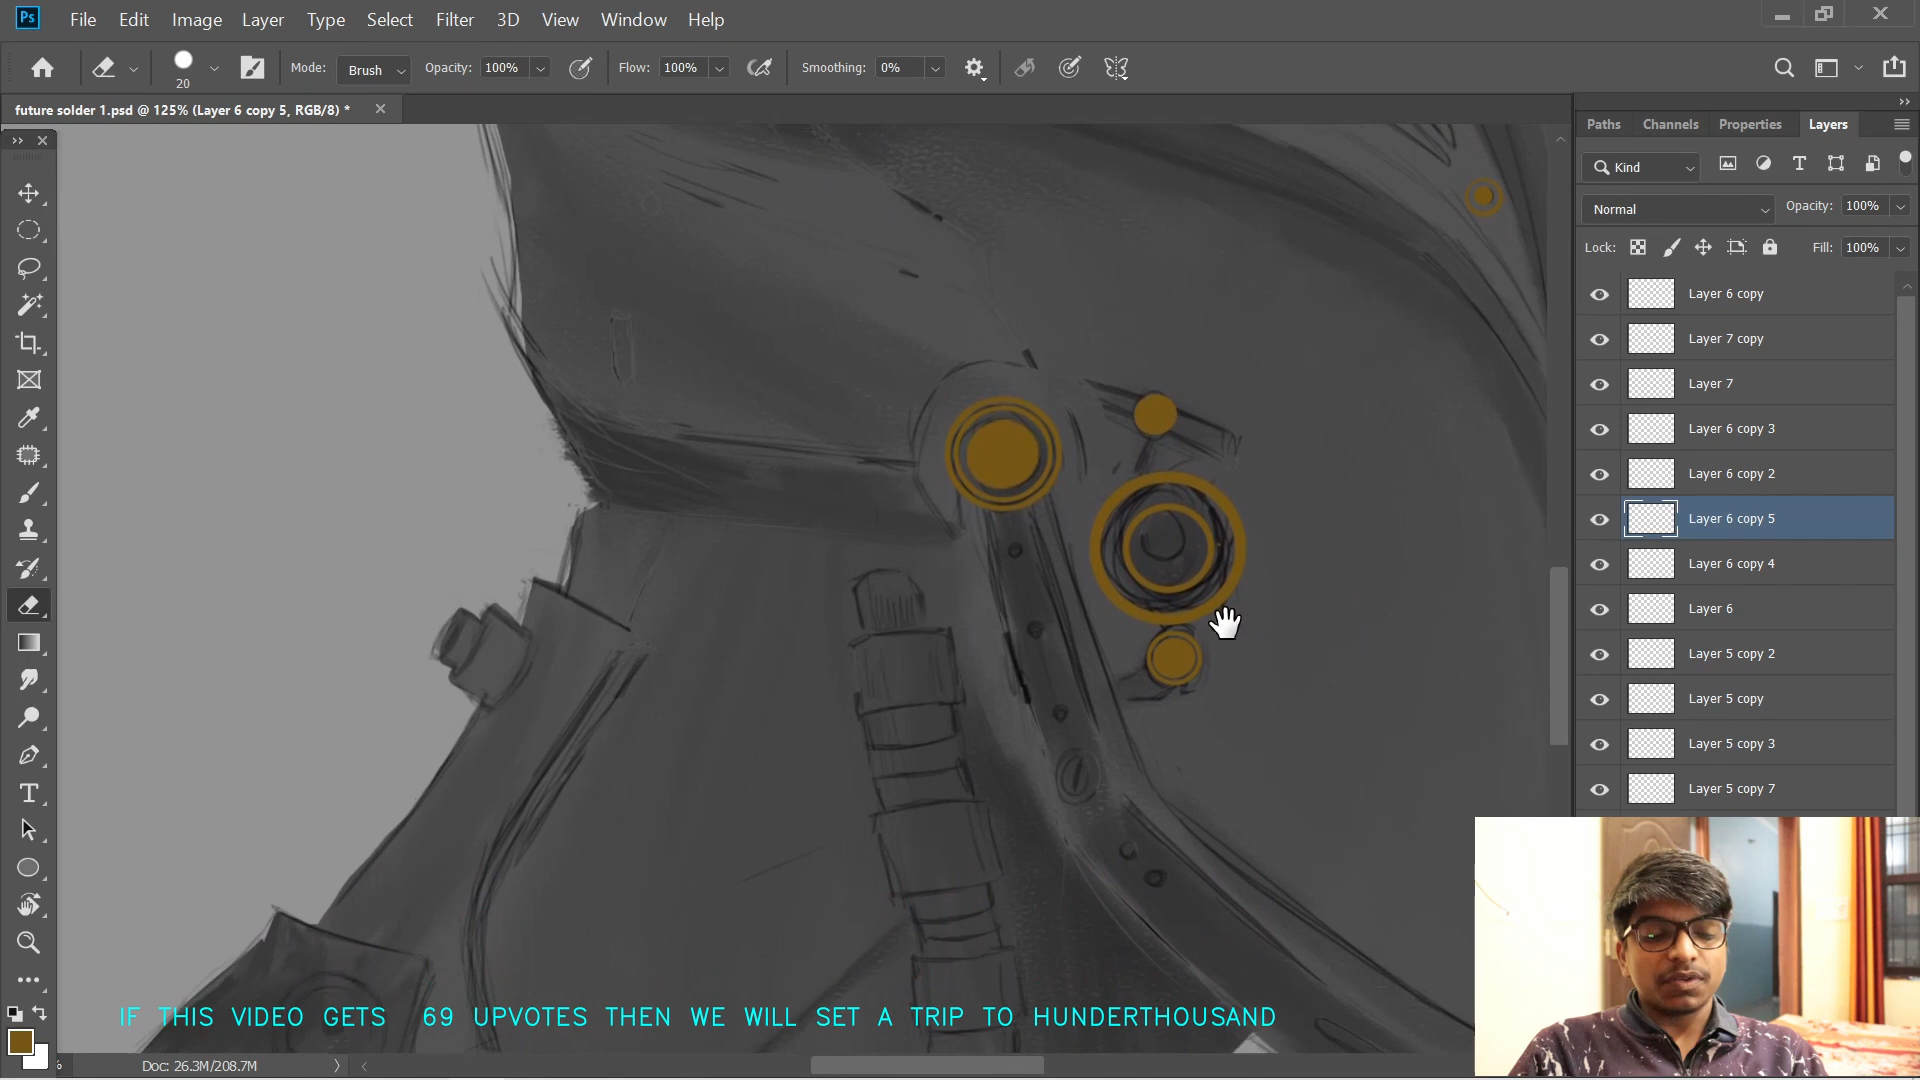 Ps File Edit Image Layer Type Select Filter 3D View Window Help
20 Mode: Brush Opacity: 100% Flow: 100% Smoothing: 0%
future solder 1.psd @ 125% (Layer 6 copy 5, RGB/8) *
Paths Channels Properties Layers
Kind
Normal Opacity: 100%
Lock: Fill: 100%
Layer 6 copy
Layer 7 copy
Layer 7
Layer 6 copy 3
Layer 6 copy 2
Layer 6 copy 5
Layer 6 copy 4
Layer 6
Layer 5 copy 2
Layer 5 copy
Layer 5 copy 3
Layer 5 copy 7
IF THIS VIDEO GETS 69 UPVOTES THEN WE WILL SET A TRIP TO HUNDERTHOUSAND
% Doc: 26.3M/208.7M